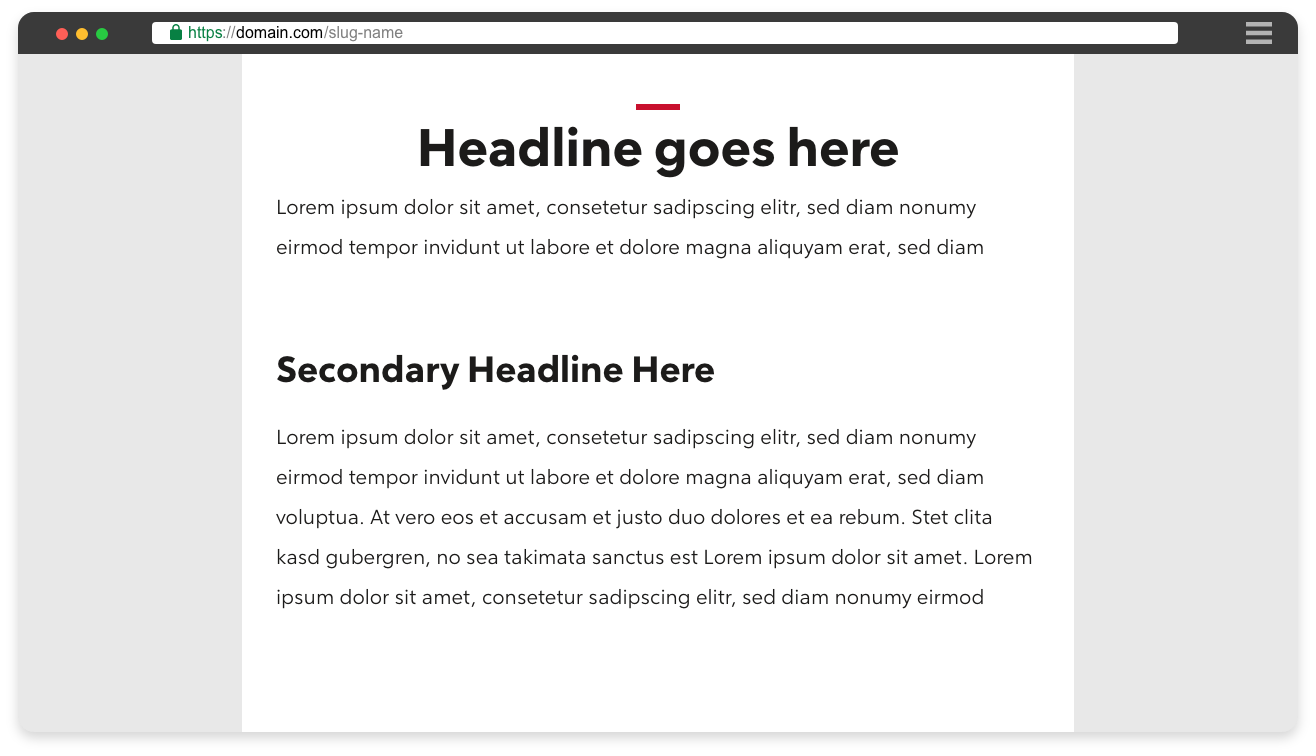 https://domain.com/slug-name
Headline goes here
Lorem ipsum dolor sit amet, consetetur sadipscing elitr, sed diam nonumy
eirmod tempor invidunt ut labore et dolore magna aliquyam erat, sed diam
Secondary Headline Here
Lorem ipsum dolor sit amet, consetetur sadipscing elitr, sed diam nonumy
eirmod tempor invidunt ut labore et dolore magna aliquyam erat, sed diam
voluptua. At vero eos et accusam et justo duo dolores et ea rebum. Stet clita
kasd gubergren, no sea takimata sanctus est Lorem ipsum dolor sit amet. Lorem
ipsum dolor sit amet, consetetur sadipscing elitr, sed diam nonumy eirmod